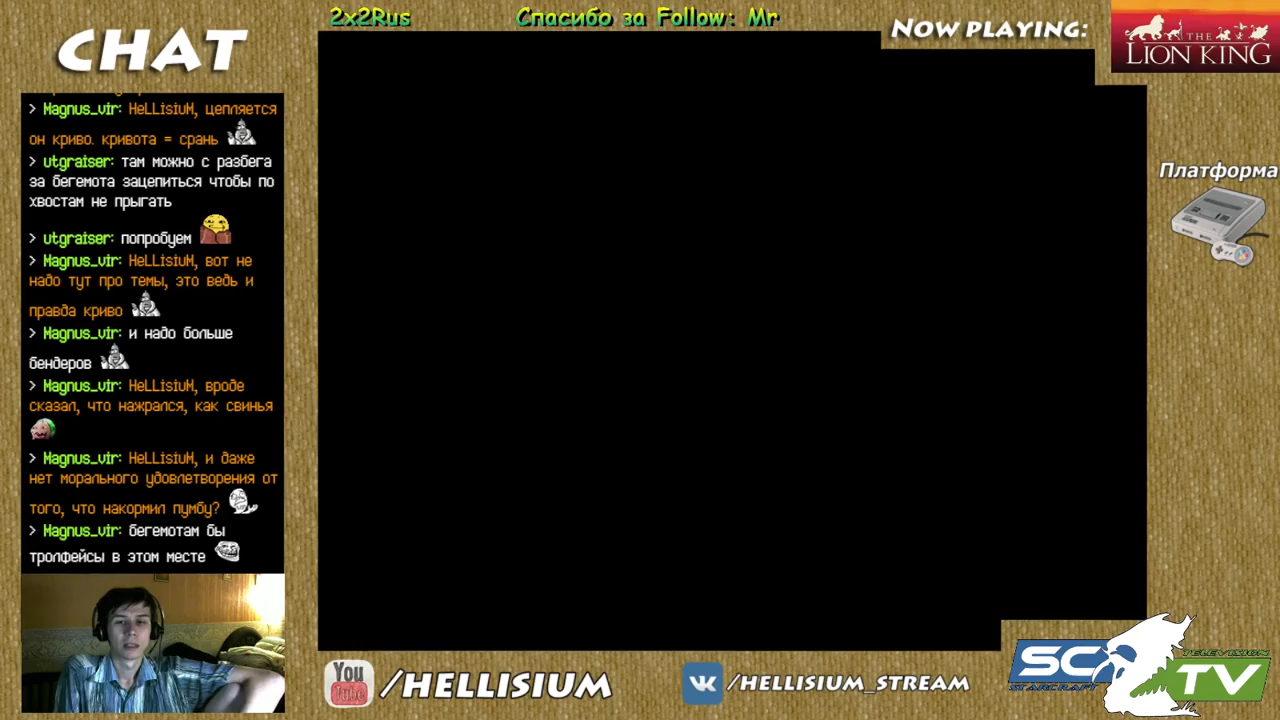 2x2Rus
Спасибо за Follow: Mr
NOW PLAYING:
THE
LION KING
CHAT
> Magnus_vir: HeLLisiuM, цепляется
он криво. кривота = срань
> utgraiser: там можно с разбега
за бегемота зацепиться чтобы по
хвостам не прыгать
> utgraiser: попробуем
> Magnus_vir: HeLLisiuM, вот не
надо тут про темы, это ведь и
правда криво
> Magnus_vir: и надо больше
бендеров
> Magnus_vir: HeLLisiuM, вроде
сказал, что нажрался, как свинья
> Magnus_vir: HeLLisiuM, и даже
нет морального удовлетворения от
того, что накормил пумбу?
> Magnus_vir: бегемотам бы
тролфейсы в этом месте
Платформа
You
Tube
/HELLISIUM
/HELLISIUM_STREAM
SC
STARCRAFT
TELEVISION
TV